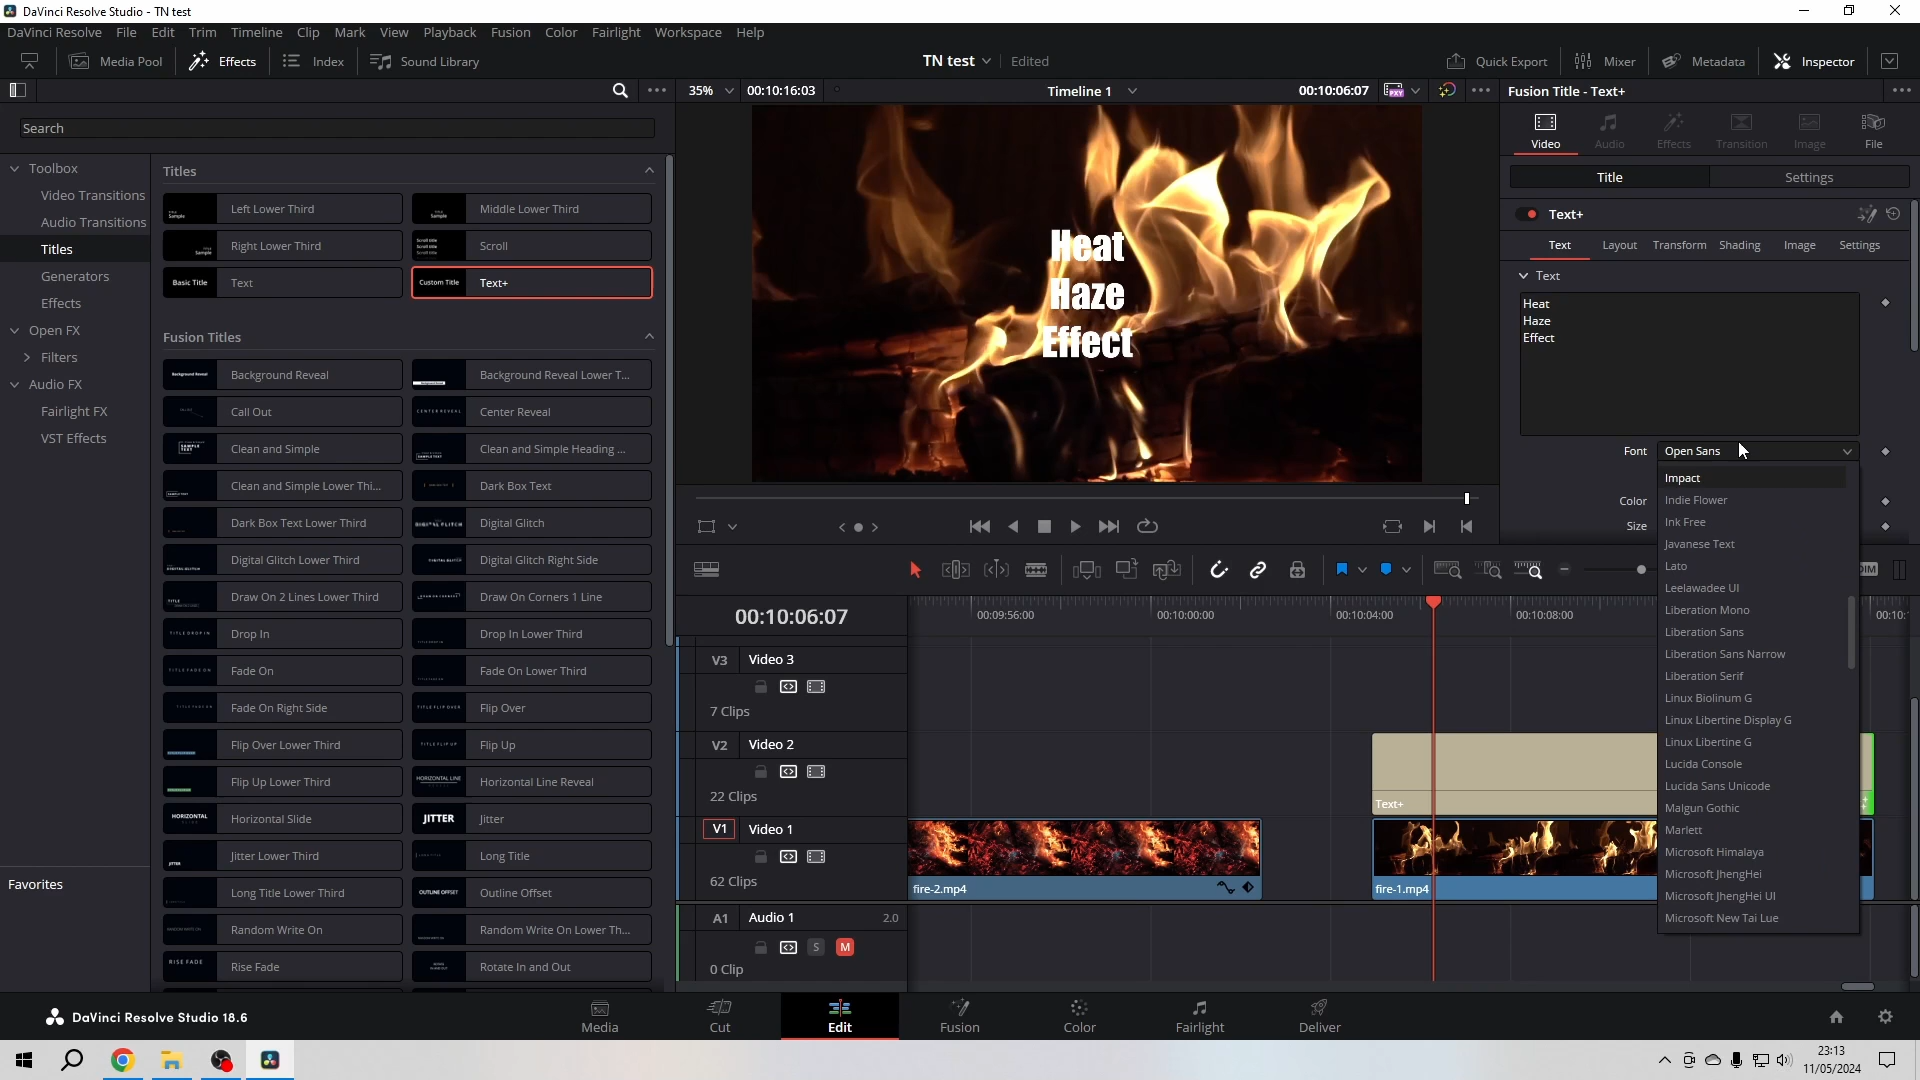 DaVinci Resolve Studio - TN test
DaVinci Resolve File Edit Trim Timeline Clip Mark View Playback Fusion Color Fairlight Workspace Help
Media Pool Effects Index Sound Library TN test Edited Quick Export Mixer Metadata Inspector
35% 00:10:16:03 Timeline 1 00:10:06:07 Fusion Title - Text+
Search
Video Audio Effects Transition Image File
Title Settings
Text+
Text Layout Transform Shading Image Settings
Text
Heat
Haze
Effect
Font Open Sans
Color
Size
Impact
Indie Flower
Ink Free
Javanese Text
Lato
Leelawadee UI
Liberation Mono
Liberation Sans
Liberation Sans Narrow
Liberation Serif
Linux Biolinum G
Linux Libertine Display G
Linux Libertine G
Lucida Console
Lucida Sans Unicode
Malgun Gothic
Marlett
Microsoft Himalaya
Microsoft JhengHei
Microsoft JhengHei UI
Microsoft New Tai Lue
Toolbox
Video Transitions
Audio Transitions
Titles
Generators
Effects
Open FX
Filters
Audio FX
Fairlight FX
VST Effects
Favorites
Titles
Left Lower Third Middle Lower Third
Right Lower Third Scroll
Basic Title Text Custom Title Text+
Fusion Titles
Background Reveal Background Reveal Lower T...
Call Out Center Reveal
Clean and Simple Clean and Simple Heading ...
Clean and Simple Lower Thi... Dark Box Text
Dark Box Text Lower Third Digital Glitch
Digital Glitch Lower Third Digital Glitch Right Side
Draw On 2 Lines Lower Third Draw On Corners 1 Line
Drop In Drop In Lower Third
Fade On Fade On Lower Third
Fade On Right Side Flip Over
Flip Over Lower Third Flip Up
Flip Up Lower Third Horizontal Line Reveal
HORIZONTAL Horizontal Slide JITTER Jitter
Jitter Lower Third Long Title
Long Title Lower Third Outline Offset
Random Write On Random Write On Lower Th...
Rise Fade Rotate In and Out
Heat
Haze
Effect
00:10:06:07 00:09:56:00 00:10:00:00 00:10:04:00 00:10:08:00
V3 Video 3
7 Clips
V2 Video 2
22 Clips
Text+
V1 Video 1
62 Clips
fire-2.mp4 fire-1.mp4
A1 Audio 1 2.0
S M
0 Clip
DaVinci Resolve Studio 18.6
Media Cut Edit Fusion Color Fairlight Deliver
23:13
11/05/2024